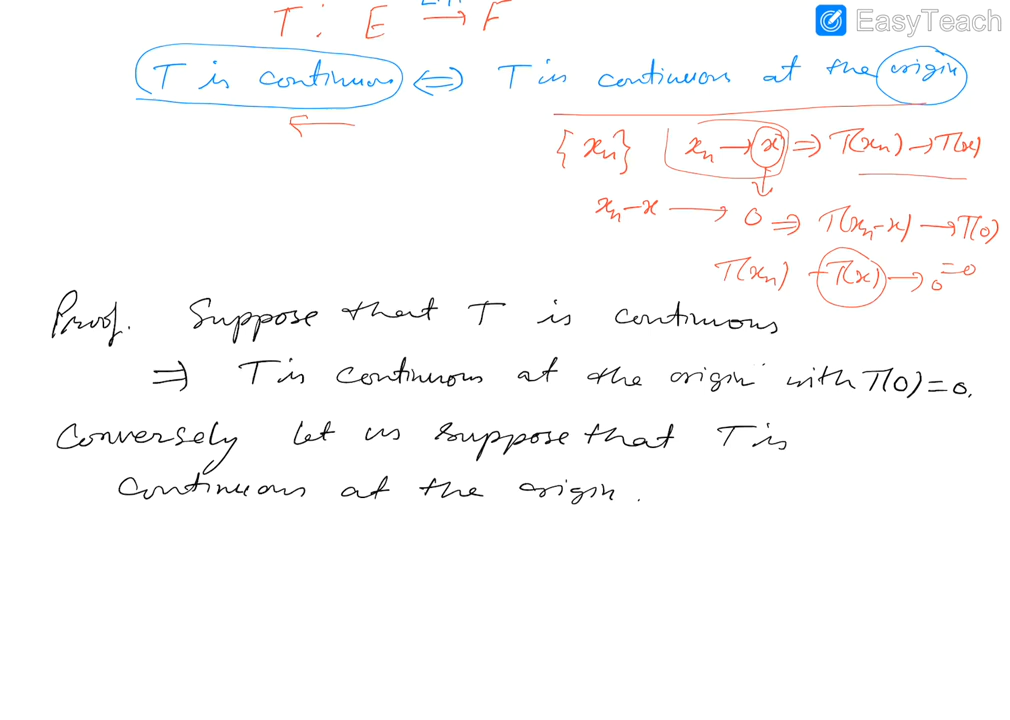 T : E ⟶ F
EasyTeach
T is continuous ⇔ T is continuous at the origin
←
{xn} xn → x ⇒ T(xn) → T(x)
xn-x → 0 ⇒ T(xn-x) → T(0)
T(xn) - T(x) → 0 =0
Proof. Suppose that T is continuous
⇒ T is continuous at the origin with T(0)=0.
Conversely let us suppose that T is
continuous at the origin.